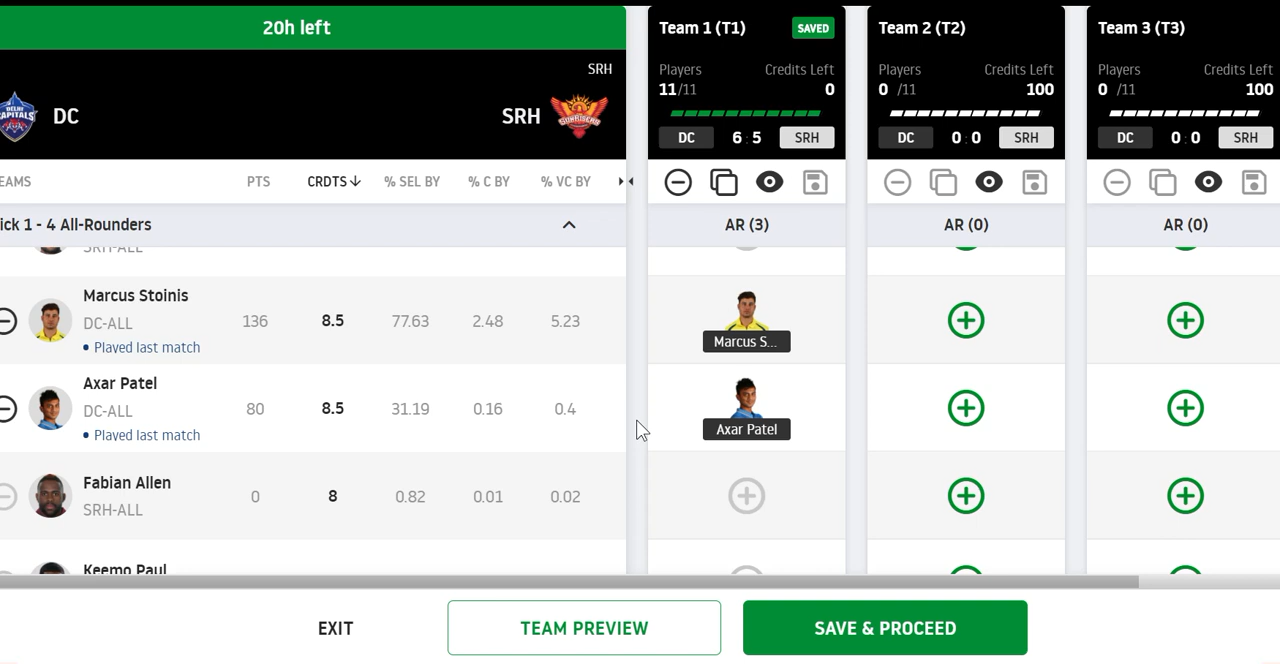 20h left
SRH
DC
SRH
EAMS PTS CRDTS % SEL BY % C BY % VC BY
ick 1 - 4 All-Rounders
SRH-ALL
Marcus Stoinis
DC-ALL 136 8.5 77.63 2.48 5.23
• Played last match
Axar Patel
DC-ALL 80 8.5 31.19 0.16 0.4
• Played last match
Fabian Allen
SRH-ALL 0 8 0.82 0.01 0.02
Keemo Paul
Team 1 (T1) SAVED
Players Credits Left
11/11 0
DC 6:5 SRH
AR (3)
Marcus S...
Axar Patel
Team 2 (T2)
Players Credits Left
0 /11 100
DC 0:0 SRH
AR (0)
Team 3 (T3)
Players Credits Left
0 /11 100
DC 0:0 SRH
AR (0)
EXIT TEAM PREVIEW SAVE & PROCEED